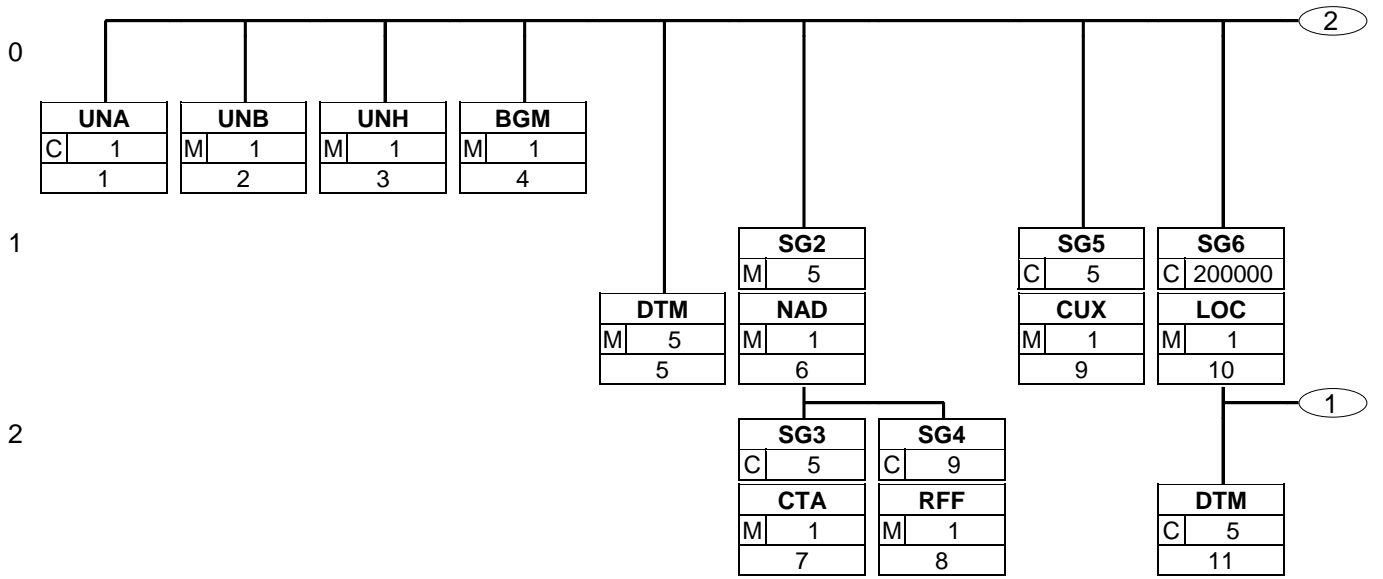 2
0
UNA UNB UNH BGM
C 1 M 1 M 1 M 1
1 2 3 4
1
SG2 SG5 SG6
M 5 C 5 C 200000
DTM NAD CUX LOC
M 5 M 1 M 1 M 1
5 6 9 10
1
2
SG3 SG4
C 5 C 9
CTA RFF DTM
M 1 M 1 C 5
7 8 11